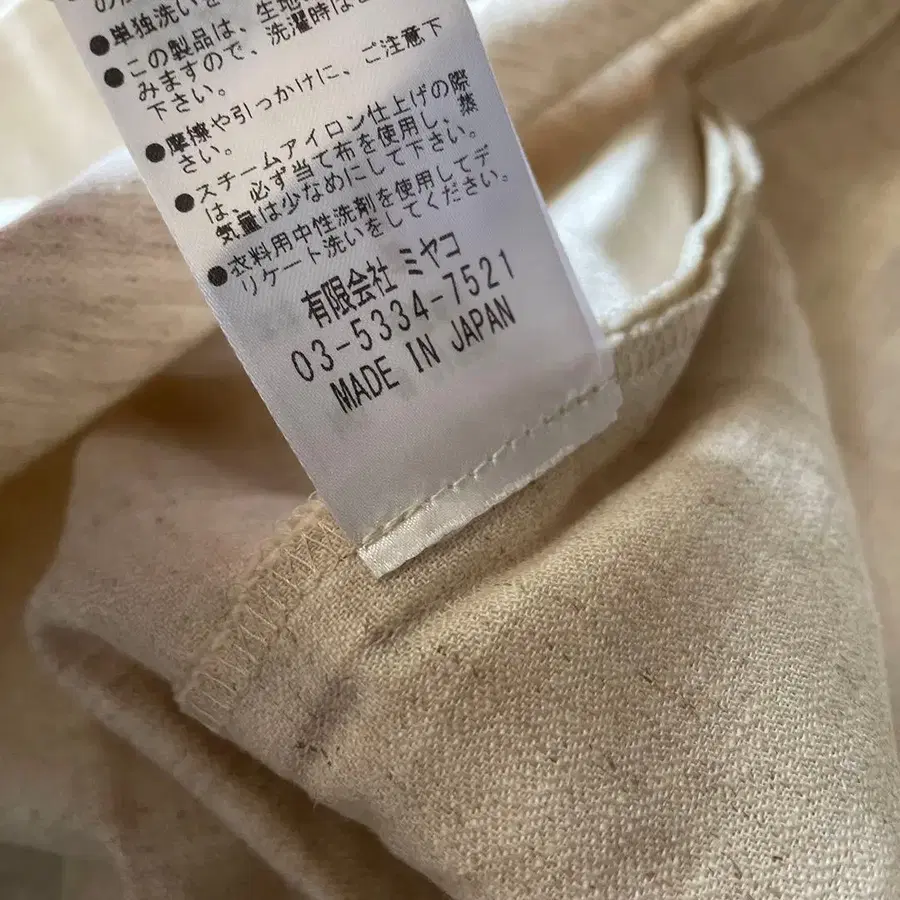 ●単独洗いを
●この製品は、生地
みますので、洗濯時は
下さい。
●摩擦や引っかけに、ご注意下
さい。
●スチームアイロン仕上げの際
は、必ず当て布を使用し、蒸
気量は少なめにして下さい。
●衣料用中性洗剤を使用してデ
リケート洗いをしてください。
有限会社 ミヤコ
03-5334-7521
MADE IN JAPAN